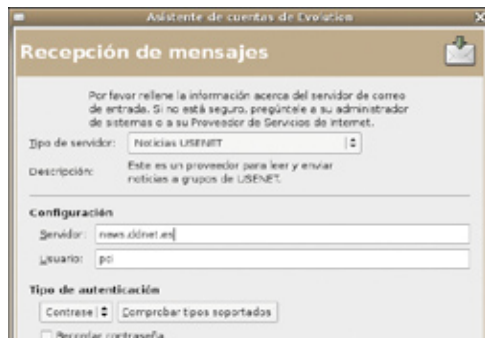 Asistente de cuentas de Evolution
Recepción de mensajes
Por favor rellene la información acerca del servidor de correo
de entrada. Si no está seguro, pregúntele a su administrador
de sistemas o a su Proveedor de Servicios de internet.
Tipo de servidor: Noticias USENET
Descripción: Este es un proveedor para leer y enviar
noticias a grupos de USENET.
Configuración
Servidor: news.ddnet.es
Usuario: pci
Tipo de autenticación
Contrase Comprobar tipos soportados
Recordar contraseña